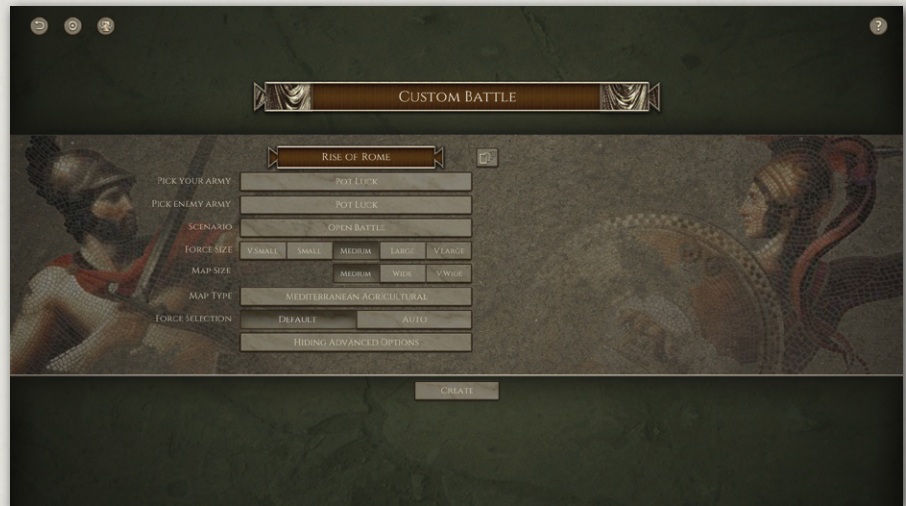 ?
CUSTOM BATTLE
RISE OF ROME
PICK YOUR ARMY POT LUCK
PICK ENEMY ARMY POT LUCK
SCENARIO OPEN BATTLE
FORCE SIZE V.SMALL SMALL MEDIUM LARGE V.LARGE
MAP SIZE MEDIUM WIDE V.WIDE
MAP TYPE MEDITERRANEAN AGRICULTURAL
FORCE SELECTION DEFAULT AUTO
HIDING ADVANCED OPTIONS
CREATE